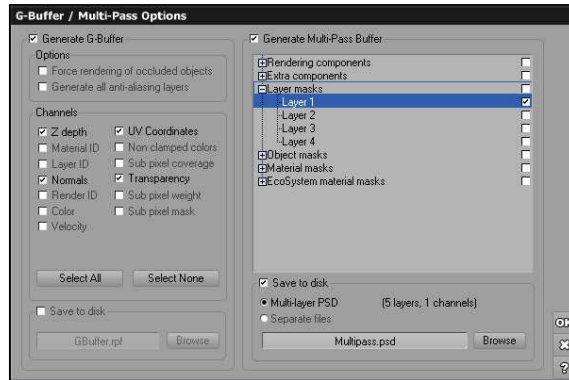 G-Buffer / Multi-Pass Options
Generate G-Buffer
Options
Force rendering of occluded objects
Generate all anti-aliasing layers
Channels
Z depth
UV Coordinates
Material ID
Non clamped colors
Layer ID
Sub pixel coverage
Normals
Transparency
Render ID
Sub pixel weight
Color
Sub pixel mask
Velocity
Select All
Select None
Save to disk
GBuffer.rpf
Browse
Generate Multi-Pass Buffer
Rendering components
Extra components
Layer masks
Layer 1
Layer 2
Layer 3
Layer 4
Object masks
Material masks
EcoSystem material masks
Save to disk
Multi-layer PSD (5 layers, 1 channels)
Separate files
Multipass.psd
Browse
OK
?